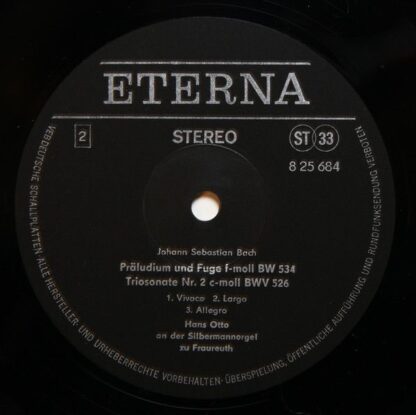 ETERNA
2
STEREO
ST 33
8 25 684
Johann Sebastian Bach
Präludium und Fuge f-moll BW 534
Triosonate Nr. 2 c-moll BWV 526
1. Vivace 2. Largo
3. Allegro
Hans Otto
an der Silbermannorgel
zu Fraureuth
VEB DEUTSCHE SCHALLPLATTEN ALLE HERSTELLER UND URHEBERRECHTE VORBEHALTEN · ÜBERSPIELUNG, ÖFFENTLICHE AUFFÜHRUNG UND RUNDFUNKSENDUNG VERBOTEN